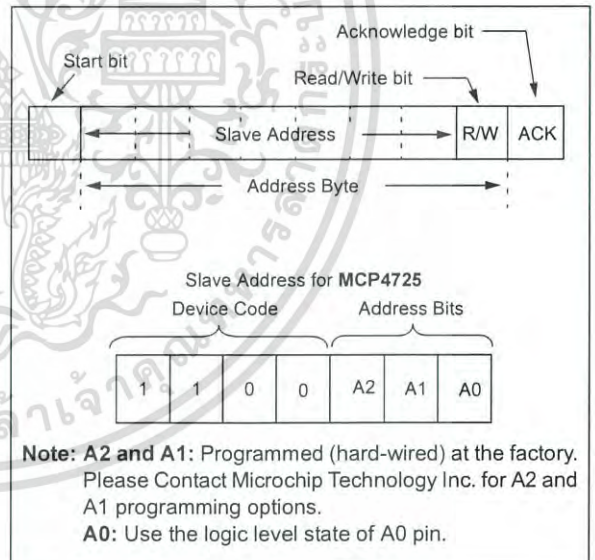 Acknowledge bit
Start bit
Read/Write bit
Slave Address R/W ACK
Address Byte
Slave Address for MCP4725
Device Code Address Bits
1 1 0 0 A2 A1 A0
Note: A2 and A1: Programmed (hard-wired) at the factory.
Please Contact Microchip Technology Inc. for A2 and
A1 programming options.
A0: Use the logic level state of A0 pin.